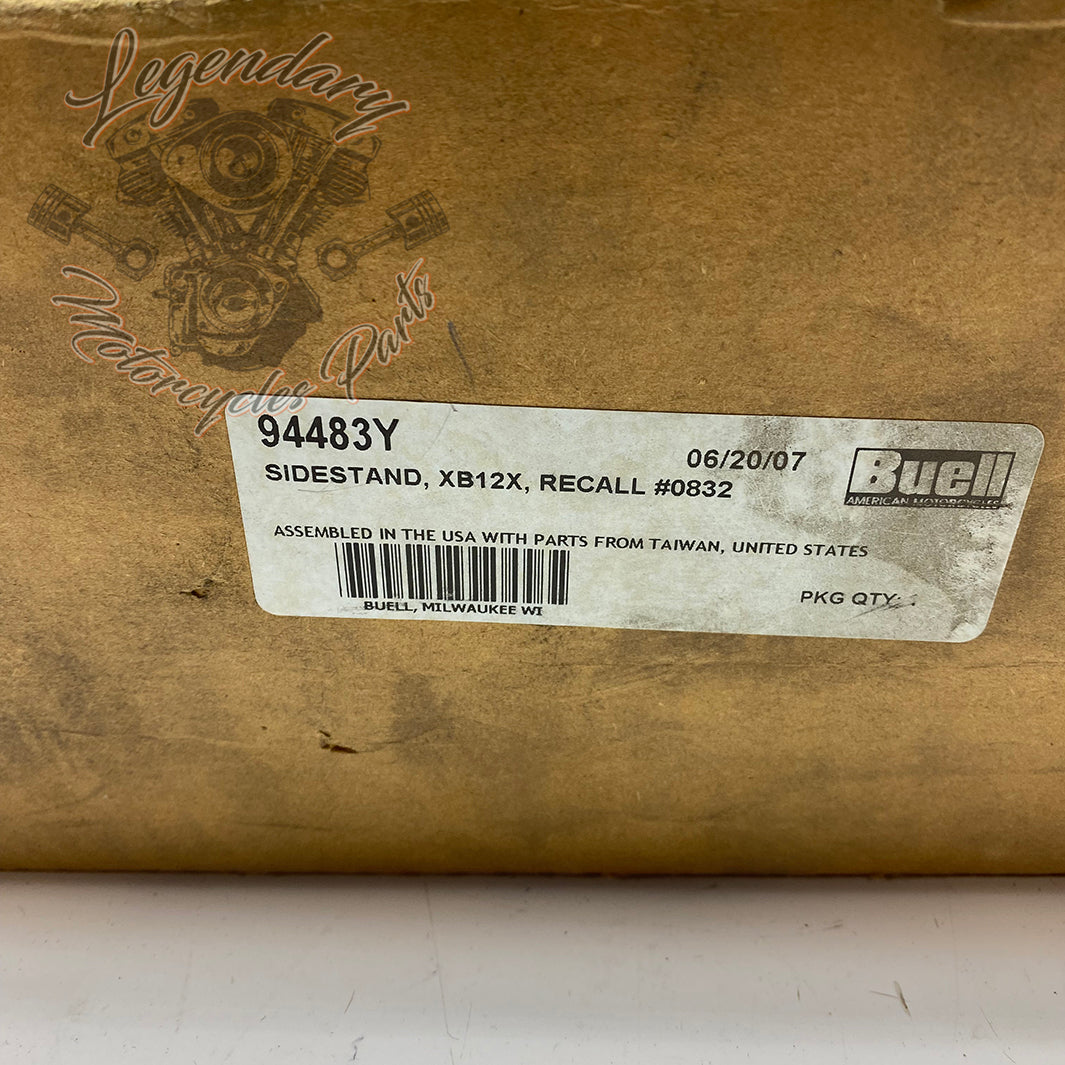 Legendary
Motorcycles Parts
94483Y
06/20/07
SIDESTAND, XB12X, RECALL #0832
Buell
AMERICAN MOTORCYCLES
ASSEMBLED IN THE USA WITH PARTS FROM TAIWAN, UNITED STATES
BUELL, MILWAUKEE WI
PKG QTY: